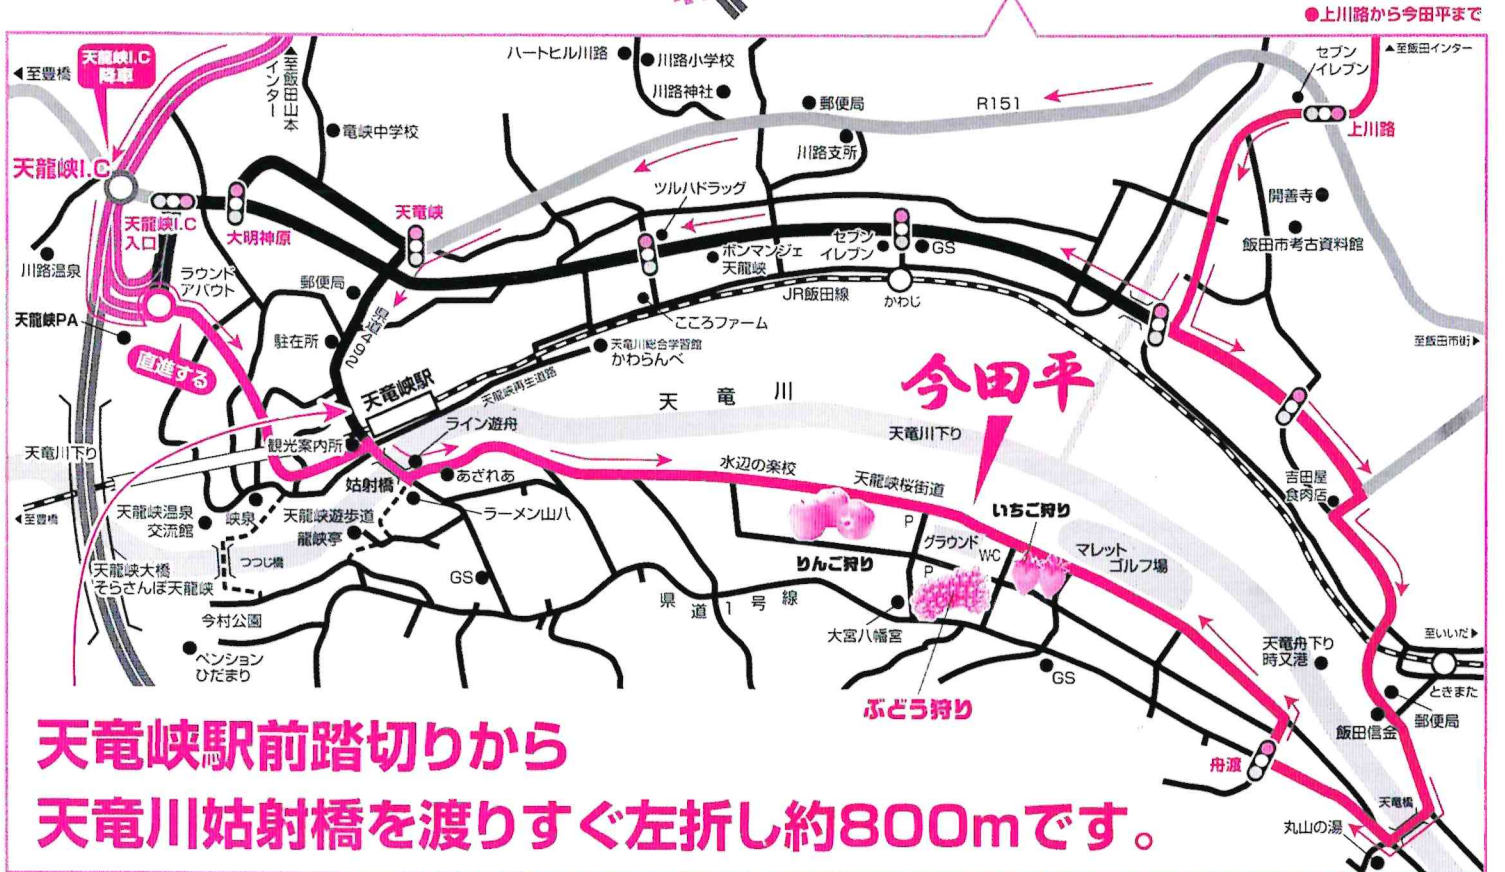 ●上川路から今田平まで
◀至豊橋
天龍峡I.C
降車
▲至飯田山本
インター
ハートヒル川路
川路小学校
川路神社
郵便局
R151
セブン
イレブン
▲至飯田インター
上川路
竜峡中学校
川路支所
天龍峡I.C
ツルハドラッグ
開善寺
天龍峡I.C
入口
大明神原
天竜峡
飯田市考古資料館
川路温泉
ラウンド
アバウト
郵便局
ボンマンジェ
天龍峡
セブン
イレブン
GS
JR飯田線
かわじ
天龍峡PA
駐在所
県道492
こころファーム
天竜川総合学習館
かわらんべ
至飯田市街▶
直進する
天竜峡駅
天龍峡再生道路
天竜川
今田平
天竜川下り
観光案内所
ライン遊舟
天竜川下り
水辺の楽校
天龍峡桜街道
吉田屋
食肉店
姑射橋
あざれあ
◀至豊橋
天龍峡温泉
交流館
峡泉
天龍峡遊歩道
龍峡亭
ラーメン山八
P
いちご狩り
グラウンド
WC
マレット
ゴルフ場
りんご狩り
天龍峡大橋
そらさんぽ天龍峡
つつじ橋
GS
P
県道1号線
今村公園
大宮八幡宮
天竜舟下り
時又港
至いいだ▶
ペンション
ひだまり
GS
ときまた
ぶどう狩り
郵便局
飯田信金
舟渡
天竜峡駅前踏切りから
天竜川姑射橋を渡りすぐ左折し約800mです。
天竜橋
丸山の湯